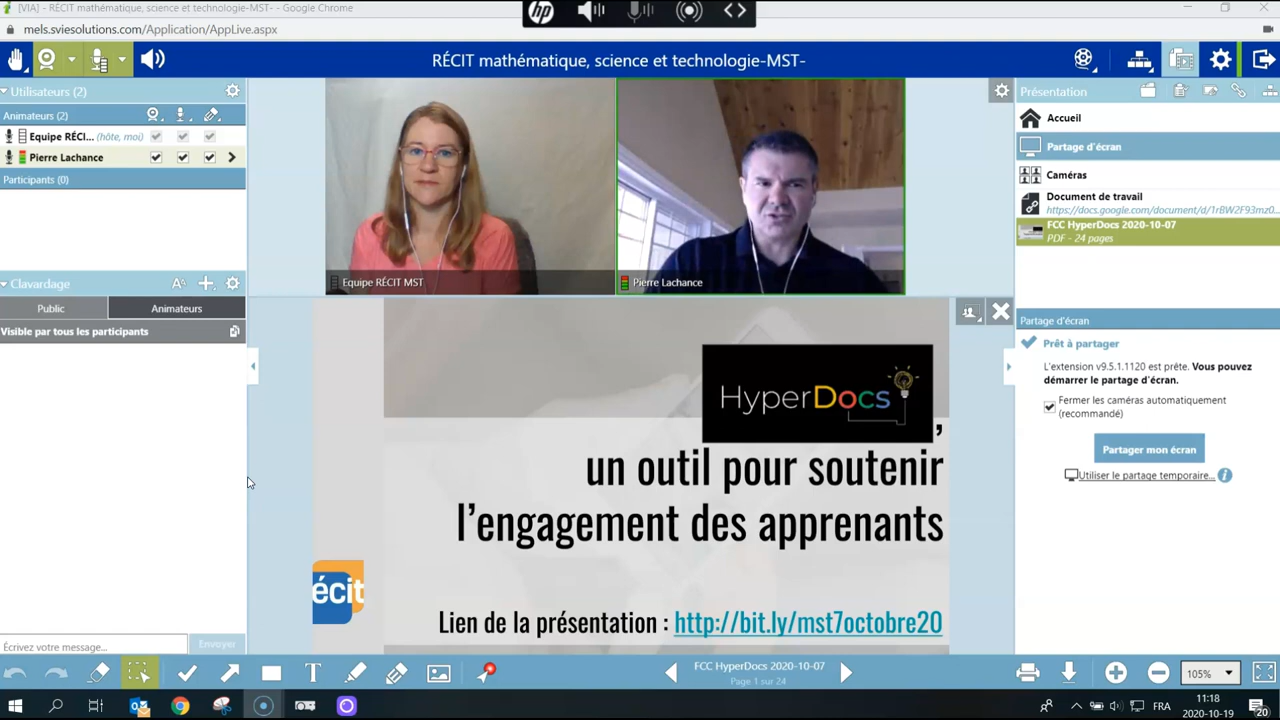 [VIA] - RÉCIT mathématique, science et technologie-MST- - Google Chrome
mels.sviesolutions.com/Application/AppLive.aspx
RÉCIT mathématique, science et technologie-MST-
Utilisateurs (2)
Animateurs (2)
Equipe RÉCI... (hôte, moi)
Pierre Lachance
Participants (0)
Clavardage
Public
Animateurs
Visible par tous les participants
Écrivez votre message...
Envoyer
Equipe RÉCIT MST
Pierre Lachance
HyperDocs
,
un outil pour soutenir
l'engagement des apprenants
écit
Lien de la présentation : http://bit.ly/mst7octobre20
Présentation
Accueil
Partage d'écran
Caméras
Document de travail
https://docs.google.com/document/d/1rBW2F93mz0...
FCC HyperDocs 2020-10-07
PDF - 24 pages
Partage d'écran
Prêt à partager
L'extension v9.5.1.1120 est prête. Vous pouvez
démarrer le partage d'écran.
Fermer les caméras automatiquement
(recommandé)
Partager mon écran
Utiliser le partage temporaire...
FCC HyperDocs 2020-10-07
Page 1 sur 24
105%
FRA
11:18
2020-10-19
20